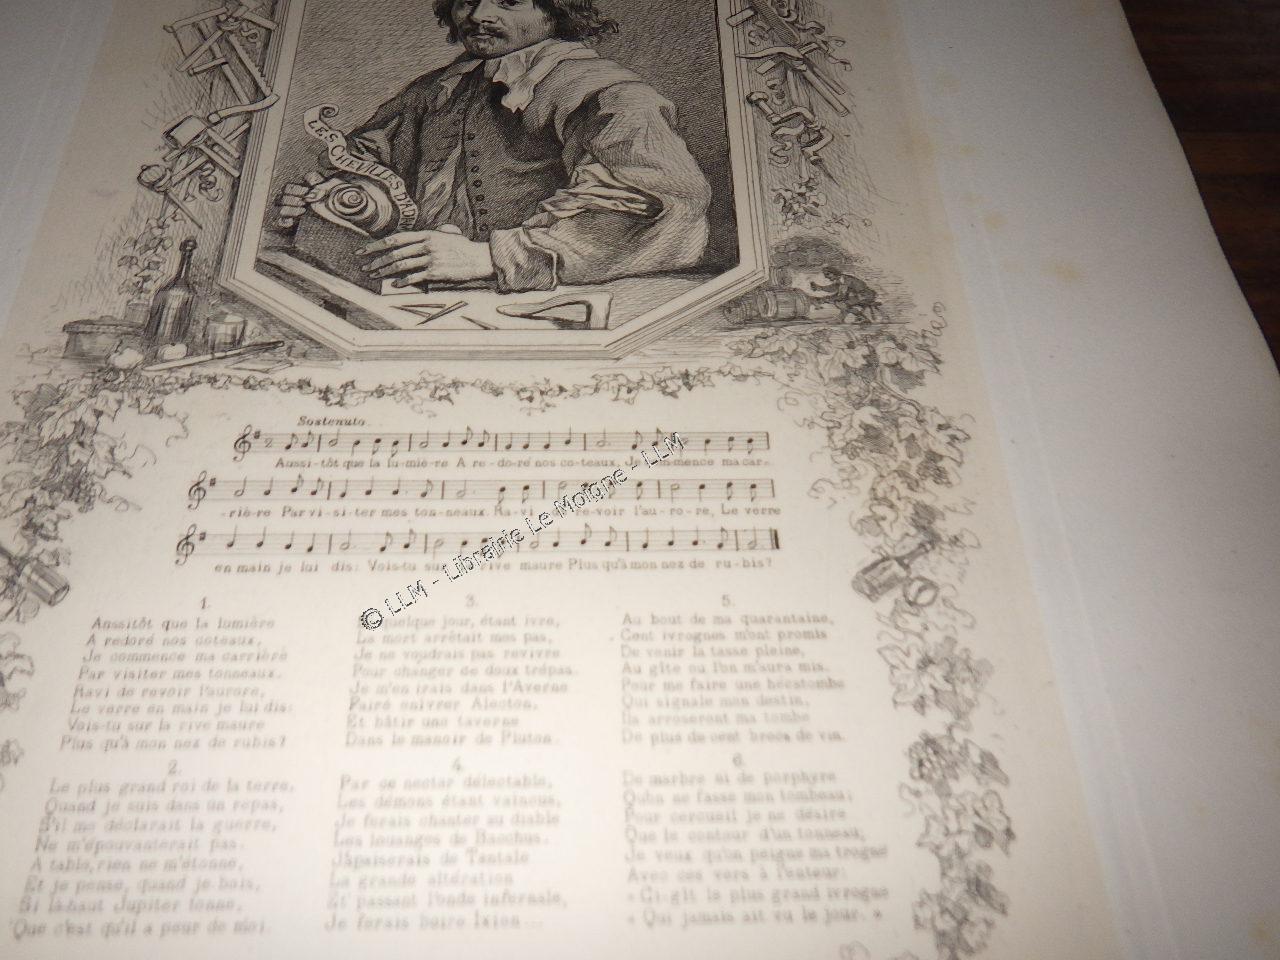 LES CHEVILLES D'ADAM
Sostenuto.
Aussi-tôt que la lu-miè-re A re-do-ré nos co-teaux, Je com-mence ma car-
-riè-re Par vi-si-ter mes ton-neaux. Ra-vi de re-voir l'au-ro-re, Le verre
en main je lui dis: Vois-tu sur la rive maure Plus qu'à mon nez de ru-bis?
© LLM - Librairie Le Moigne - LLM
1.
Aussitôt que la lumière
A redoré nos coteaux,
Je commence ma carrière
Par visiter mes tonneaux.
Ravi de revoir l'aurore,
Le verre en main je lui dis:
Vois-tu sur la rive maure
Plus qu'à mon nez de rubis?
2.
Le plus grand roi de la terre,
Quand je suis dans un repas,
S'il me déclarait la guerre,
Ne m'épouvanterait pas.
A table, rien ne m'étonne,
Et je pense, quand je bois,
Si là-haut Jupiter tonne,
Que c'est qu'il a peur de moi.
3.
quelque jour, étant ivre,
La mort arrêtait mes pas,
Je ne voudrais pas revivre
Pour changer de doux trépas.
Je m'en irais dans l'Averne
Faire enivrer Alecton,
Et bâtir une taverne
Dans le manoir de Pluton.
4.
Par ce nectar délectable,
Les démons étant vaincus,
Je ferais chanter au diable
Les louanges de Bacchus.
J'apaiserais de Tantale
La grande altération
Et passant l'onde infernale,
Je ferais boire Ixion...
5.
Au bout de ma quarantaine,
Cent ivrognes m'ont promis
De venir la tasse pleine,
Au gîte où l'on m'aura mis.
Pour me faire une hécatombe
Qui signale mon destin,
Ils arroseront ma tombe
De plus de cent brocs de vin.
6.
De marbre ni de porphyre
Qu'on ne fasse mon tombeau;
Pour cercueil je ne désire
Que le contour d'un tonneau,
Je veux qu'on peigne ma trogne
Avec ces vers à l'entour:
« Ci-gît le plus grand ivrogne
« Qui jamais ait vu le jour. »